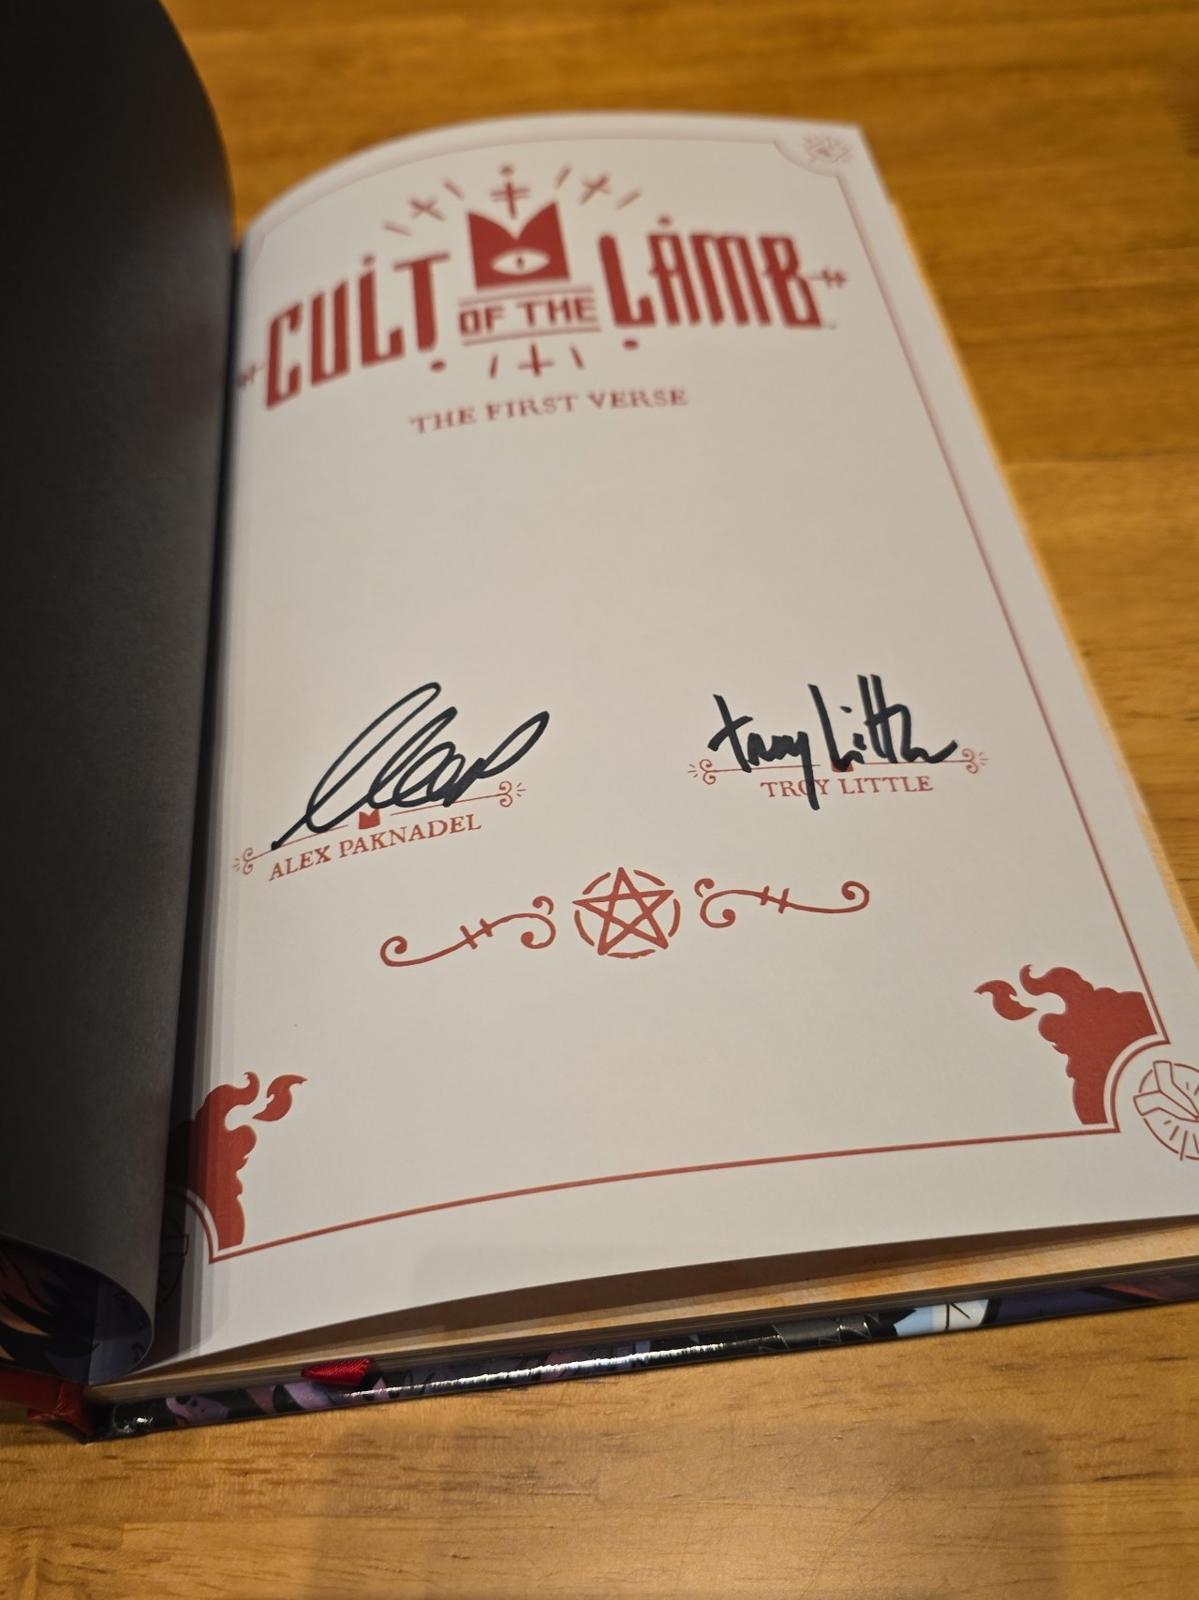 CULT OF THE LAMB
THE FIRST VERSE
Troy Little
ALEX PAKNADEL
TROY LITTLE